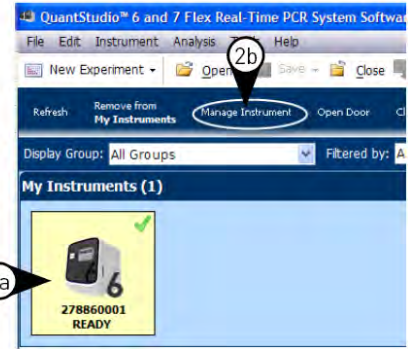 QuantStudio™ 6 and 7 Flex Real-Time PCR System Softwar
File Edit Instrument Analysis Help
2b
New Experiment Open Save Close
Refresh Remove from My Instruments Manage Instrument Open Door
Display Group: All Groups Filtered by: A
My Instruments (1)
6
a
278860001
READY